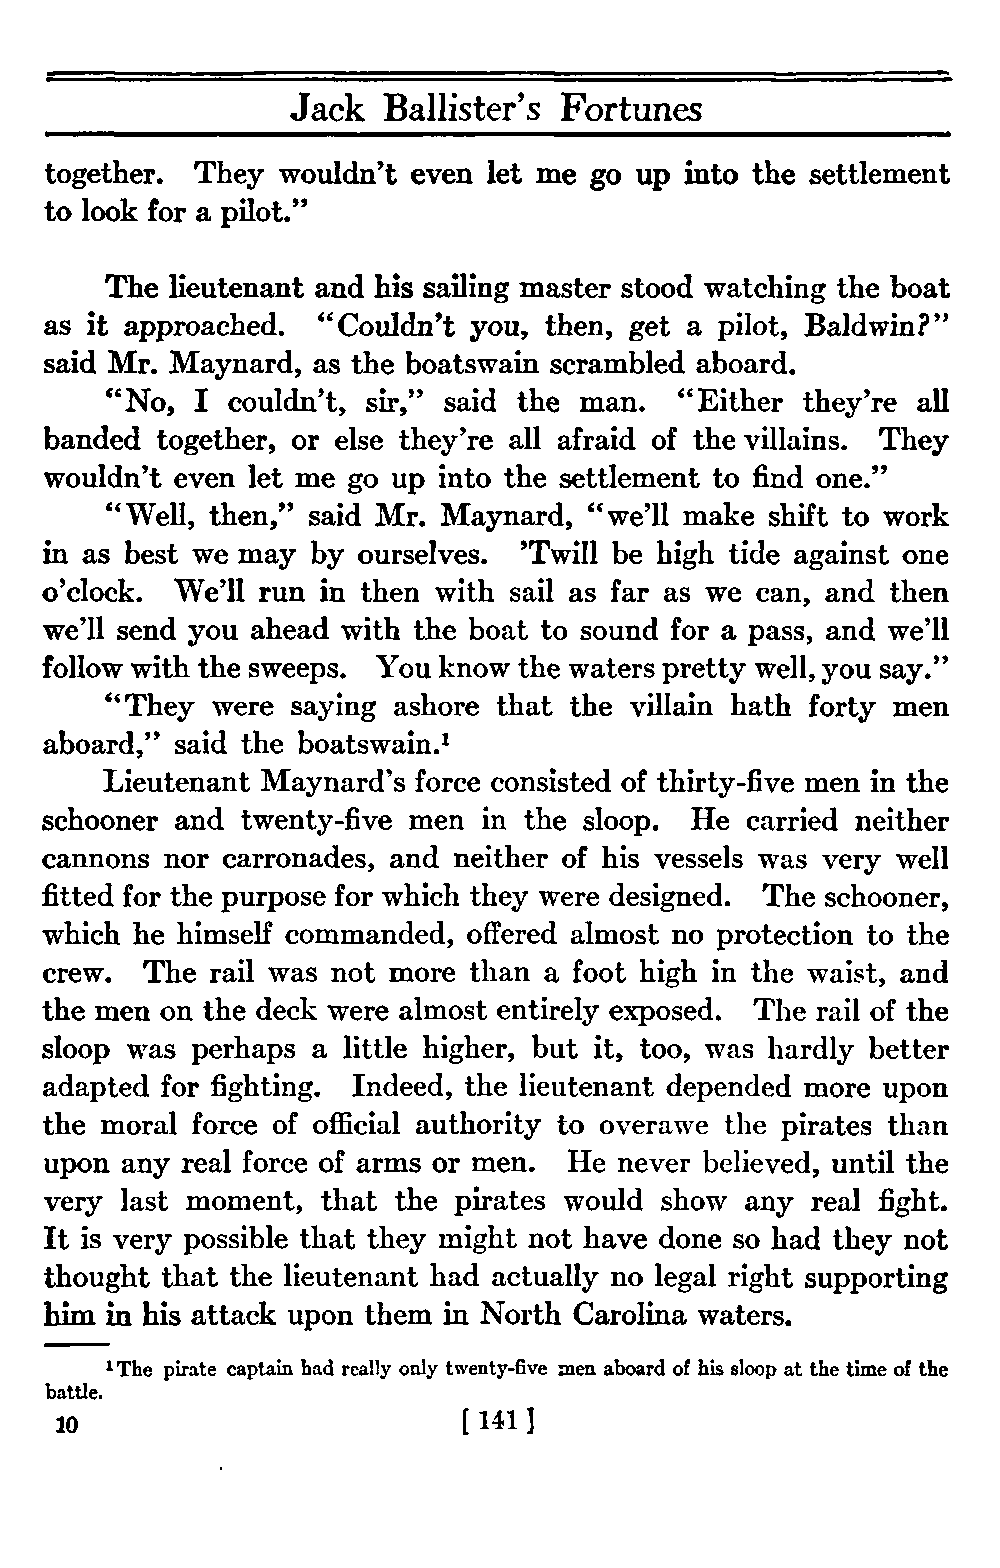 Jack Ballister's Fortunes
together. They wouldn't even let me go up into the settlement
to look for a pilot."
The lieutenant and his sailing master stood watching the boat
as it approached. "Couldn't you, then, get a pilot, Baldwin?"
said Mr. Maynard, as the boatswain scrambled aboard.
"No, I couldn't, sir," said the man. "Either they're all
banded together, or else they're all afraid of the villains. They
wouldn't even let me go up into the settlement to find one."
"Well, then," said Mr. Maynard, "we'll make shift to work
in as best we may by ourselves. 'Twill be high tide against one
o'clock. We'll run in then with sail as far as we can, and then
we'll send you ahead with the boat to sound for a pass, and we'll
follow with the sweeps. You know the waters pretty well, you say."
"They were saying ashore that the villain hath forty men
aboard," said the boatswain.¹
Lieutenant Maynard's force consisted of thirty-five men in the
schooner and twenty-five men in the sloop. He carried neither
cannons nor carronades, and neither of his vessels was very well
fitted for the purpose for which they were designed. The schooner,
which he himself commanded, offered almost no protection to the
crew. The rail was not more than a foot high in the waist, and
the men on the deck were almost entirely exposed. The rail of the
sloop was perhaps a little higher, but it, too, was hardly better
adapted for fighting. Indeed, the lieutenant depended more upon
the moral force of official authority to overawe the pirates than
upon any real force of arms or men. He never believed, until the
very last moment, that the pirates would show any real fight.
It is very possible that they might not have done so had they not
thought that the lieutenant had actually no legal right supporting
him in his attack upon them in North Carolina waters.
¹The pirate captain had really only twenty-five men aboard of his sloop at the time of the
battle.
10 [ 141 ]